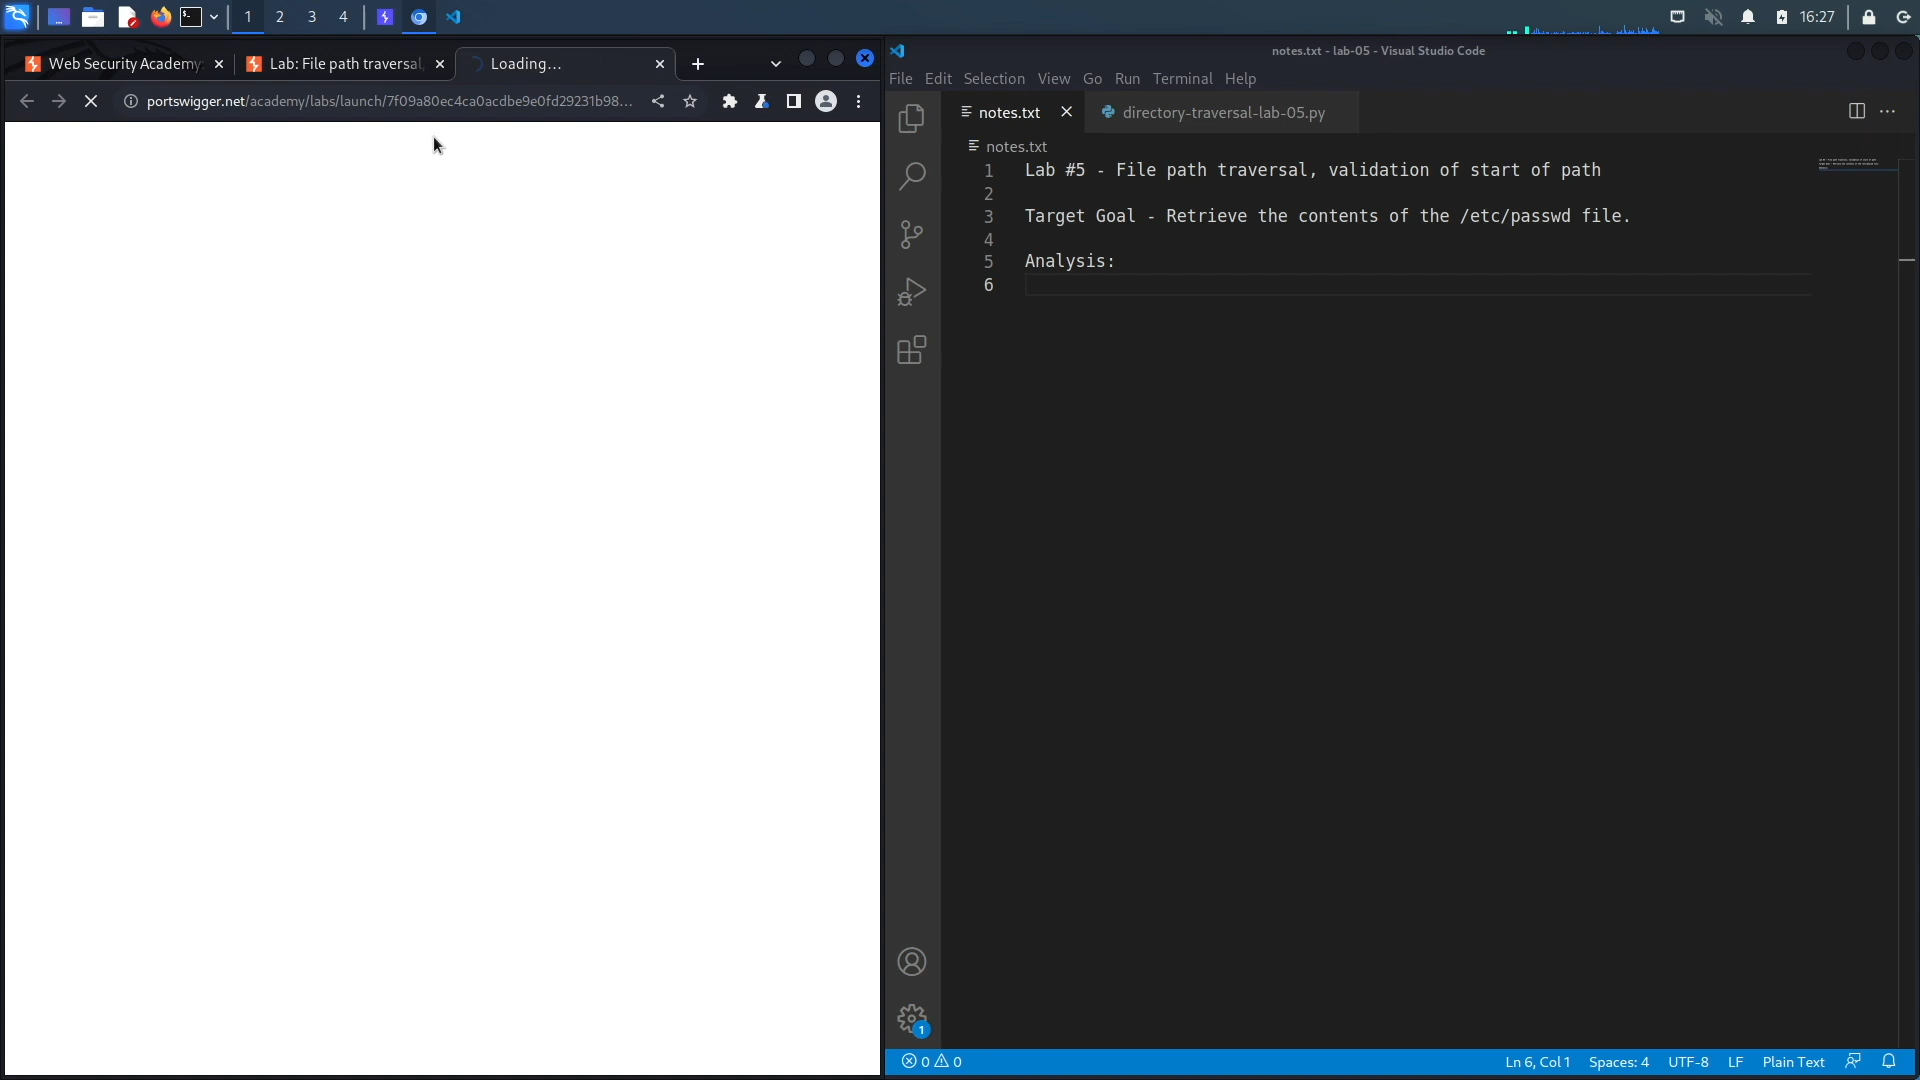 1
2
3
4
16:27
Web Security Academy:
Lab: File path traversal,
Loading...
portswigger.net/academy/labs/launch/7f09a80ec4ca0acdbe9e0fd29231b98...
notes.txt - lab-05 - Visual Studio Code
File Edit Selection View Go Run Terminal Help
notes.txt
directory-traversal-lab-05.py
notes.txt
1 Lab #5 - File path traversal, validation of start of path
2
3 Target Goal - Retrieve the contents of the /etc/passwd file.
4
5 Analysis:
6
1
0 0
Ln 6, Col 1 Spaces: 4 UTF-8 LF Plain Text